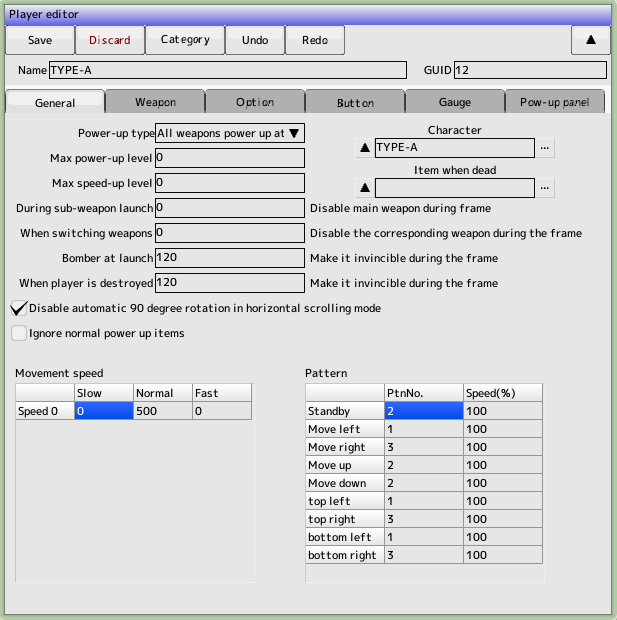 Player editor
Save Discard Category Undo Redo ▲
Name TYPE-A GUID 12
General Weapon Option Button Gauge Pow-up panel
Power-up type All weapons power up at ▼ Character
Max power-up level 0 ▲ TYPE-A ...
Max speed-up level 0 Item when dead
▲ ...
During sub-weapon launch 0 Disable main weapon during frame
When switching weapons 0 Disable the corresponding weapon during the frame
Bomber at launch 120 Make it invincible during the frame
When player is destroyed 120 Make it invincible during the frame
Disable automatic 90 degree rotation in horizontal scrolling mode
Ignore normal power up items
Movement speed
Slow Normal Fast
Speed 0 0 500 0
Pattern
PtnNo. Speed(%)
Standby 2 100
Move left 1 100
Move right 3 100
Move up 2 100
Move down 2 100
top left 1 100
top right 3 100
bottom left 1 100
bottom right 3 100